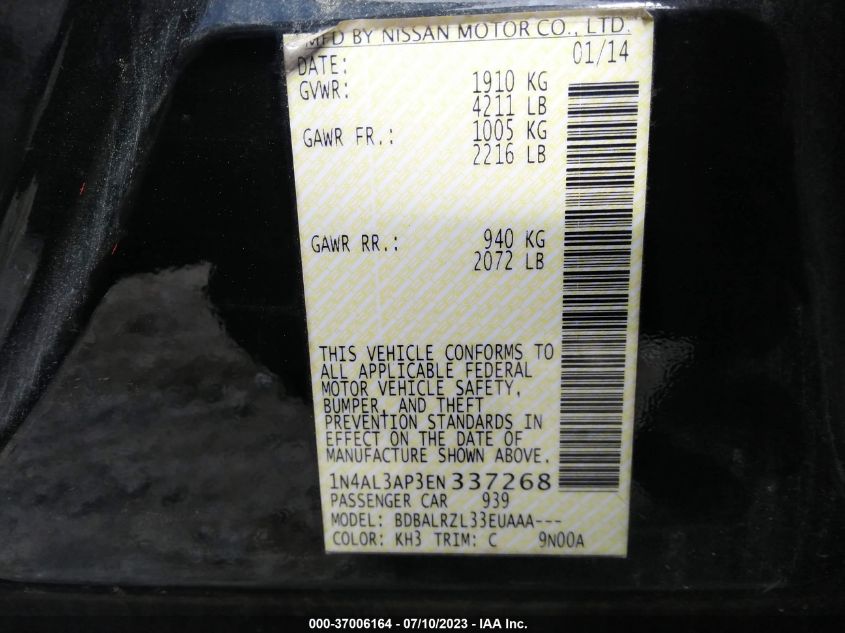 MFD BY NISSAN MOTOR CO., LTD.
DATE: 01/14
GVWR: 1910 KG
4211 LB
GAWR FR.: 1005 KG
2216 LB
GAWR RR.: 940 KG
2072 LB
THIS VEHICLE CONFORMS TO
ALL APPLICABLE FEDERAL
MOTOR VEHICLE SAFETY,
BUMPER, AND THEFT
PREVENTION STANDARDS IN
EFFECT ON THE DATE OF
MANUFACTURE SHOWN ABOVE.
1N4AL3AP3EN 337268
PASSENGER CAR 939
MODEL: BDBALRZL33EUAAA---
COLOR: KH3 TRIM: C 9N00A
000-37006164 - 07/10/2023 - IAA Inc.